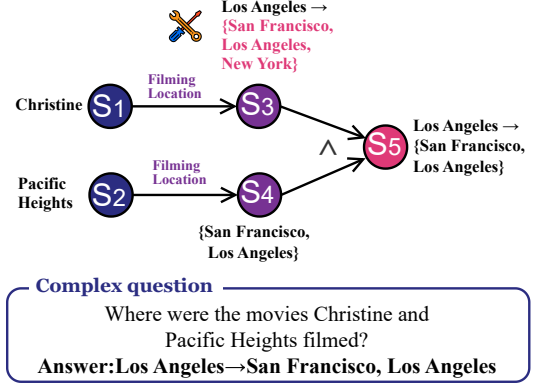 Los Angeles →
{San Francisco,
Los Angeles,
New York}
Filming
Location
Christine
S1
S3
Los Angeles →
{San Francisco,
Los Angeles}
S5
∧
Filming
Location
Pacific
Heights
S2
S4
{San Francisco,
Los Angeles}
Complex question
Where were the movies Christine and
Pacific Heights filmed?
Answer:Los Angeles→San Francisco, Los Angeles